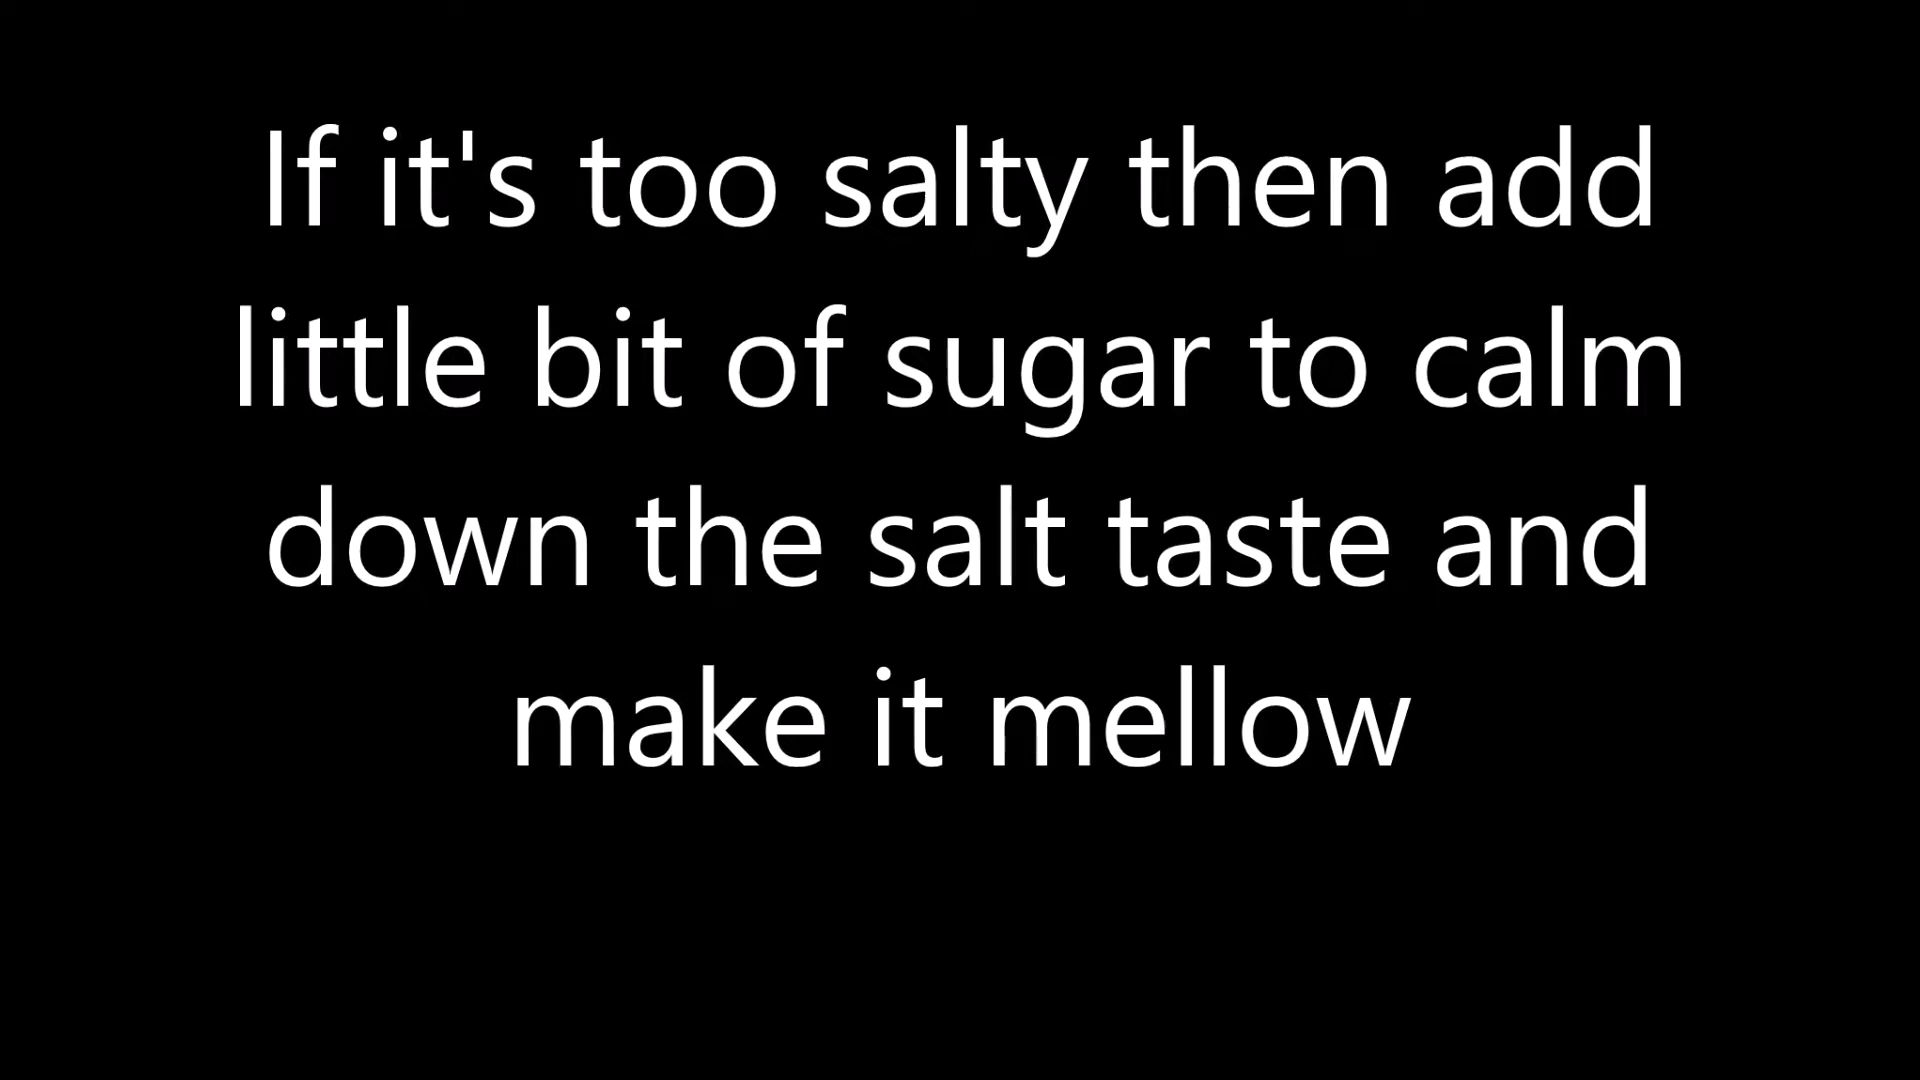 If it's too salty then add
little bit of sugar to calm
down the salt taste and
make it mellow